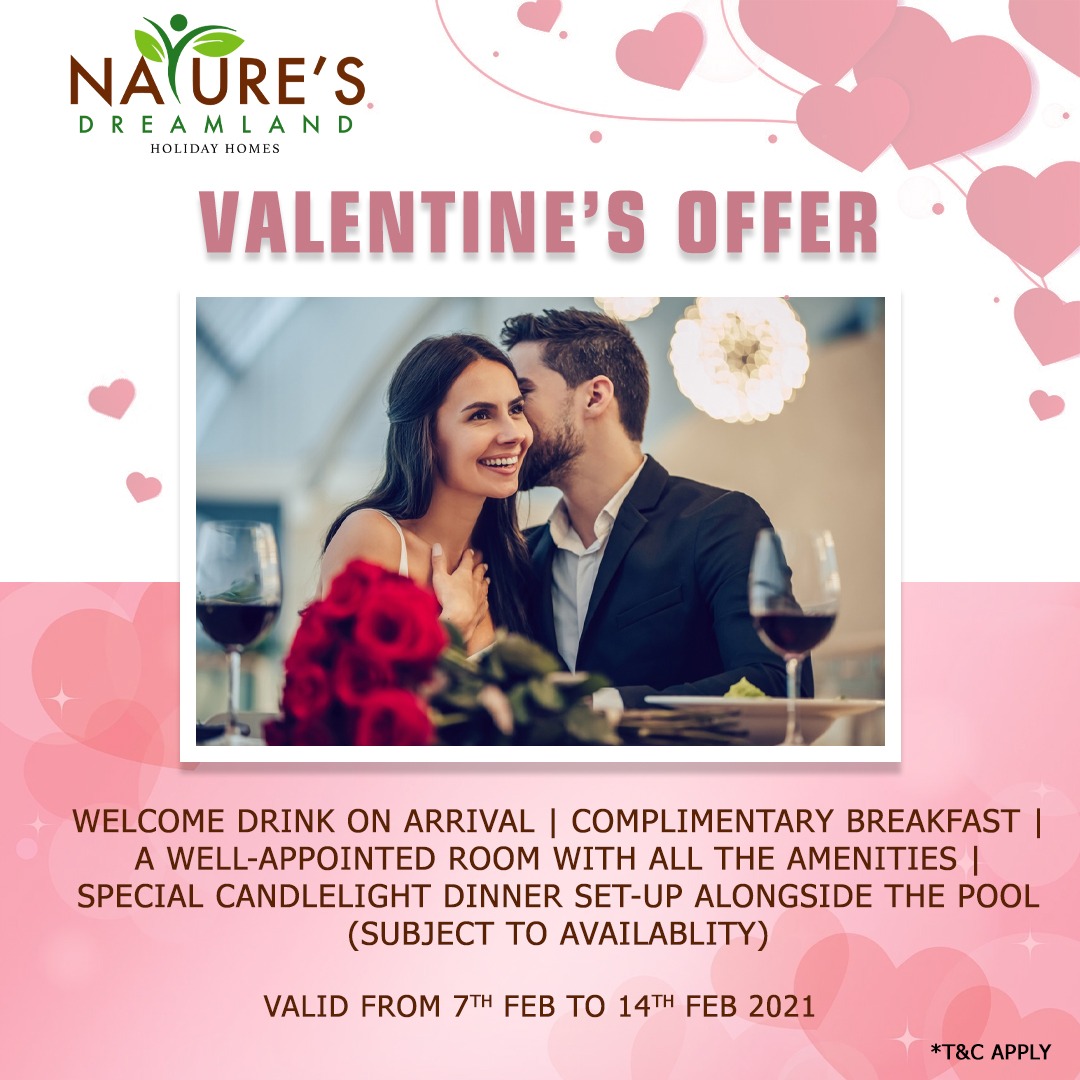 NATURE'S
DREAMLAND
HOLIDAY HOMES
VALENTINE'S OFFER
WELCOME DRINK ON ARRIVAL | COMPLIMENTARY BREAKFAST |
A WELL-APPOINTED ROOM WITH ALL THE AMENITIES |
SPECIAL CANDLELIGHT DINNER SET-UP ALONGSIDE THE POOL
(SUBJECT TO AVAILABLITY)
VALID FROM 7TH FEB TO 14TH FEB 2021
*T&C APPLY